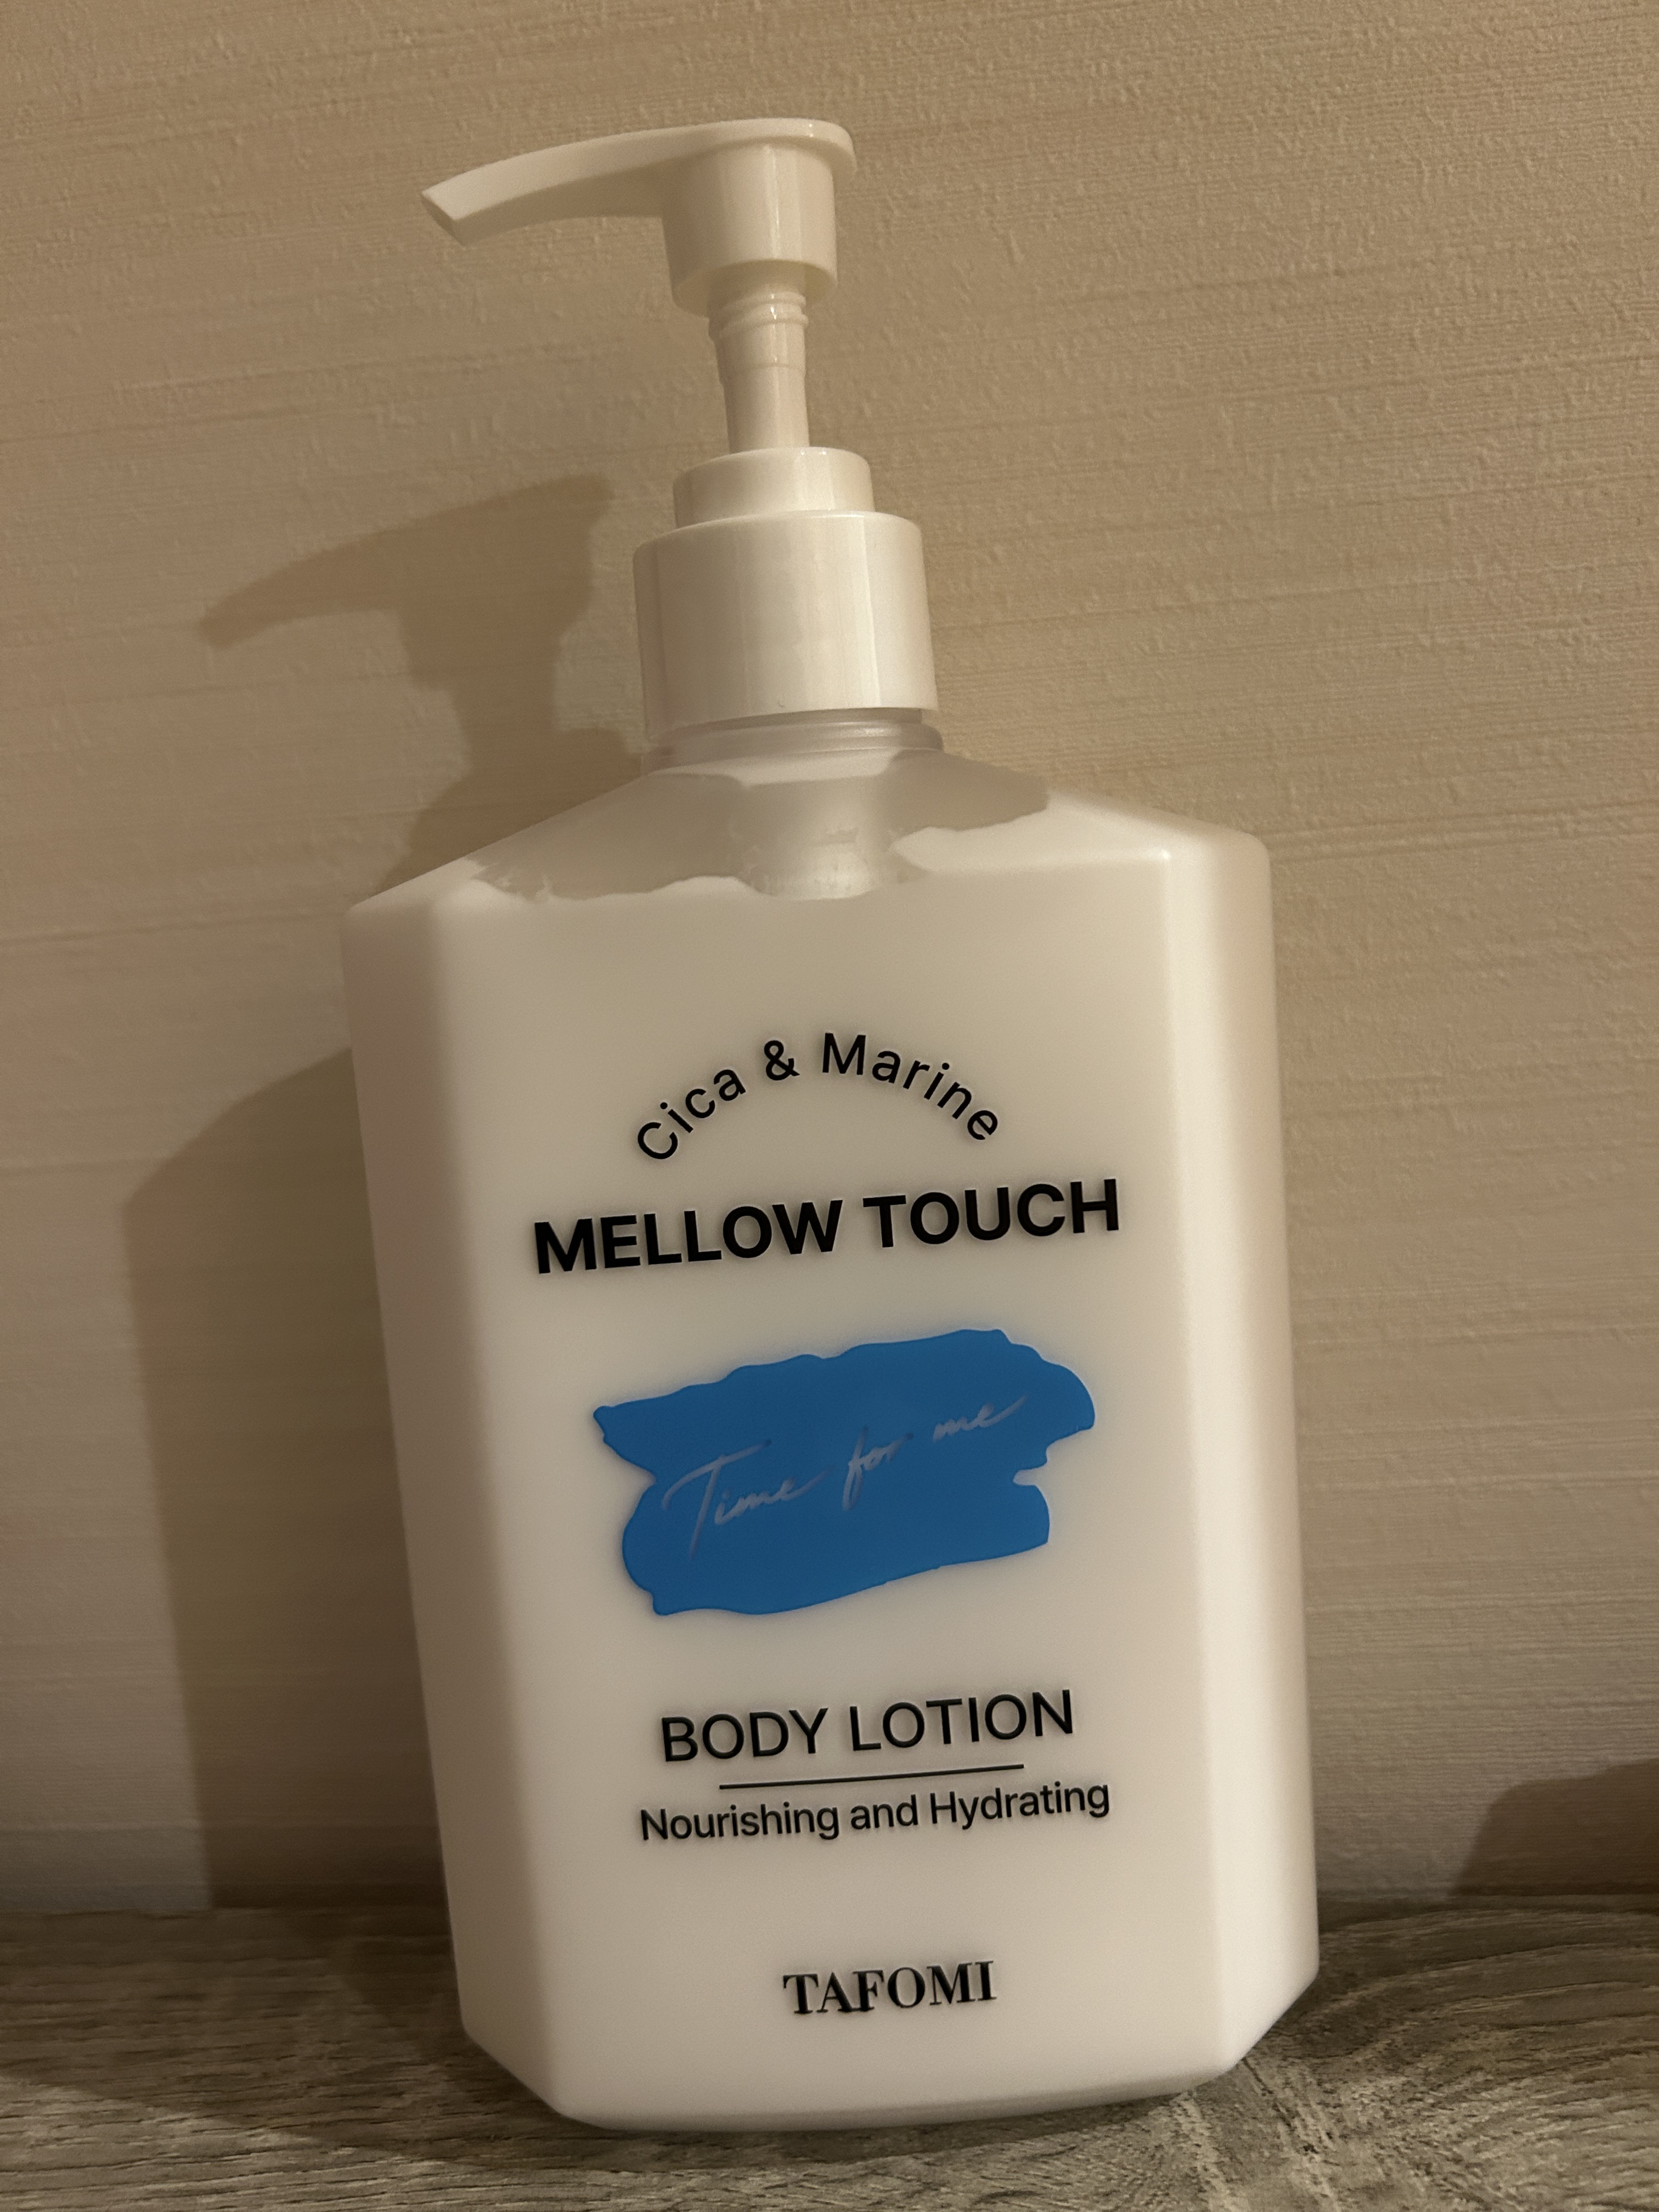 Cica & Marine
MELLOW TOUCH
Time for me
BODY LOTION
Nourishing and Hydrating
TAFOMI